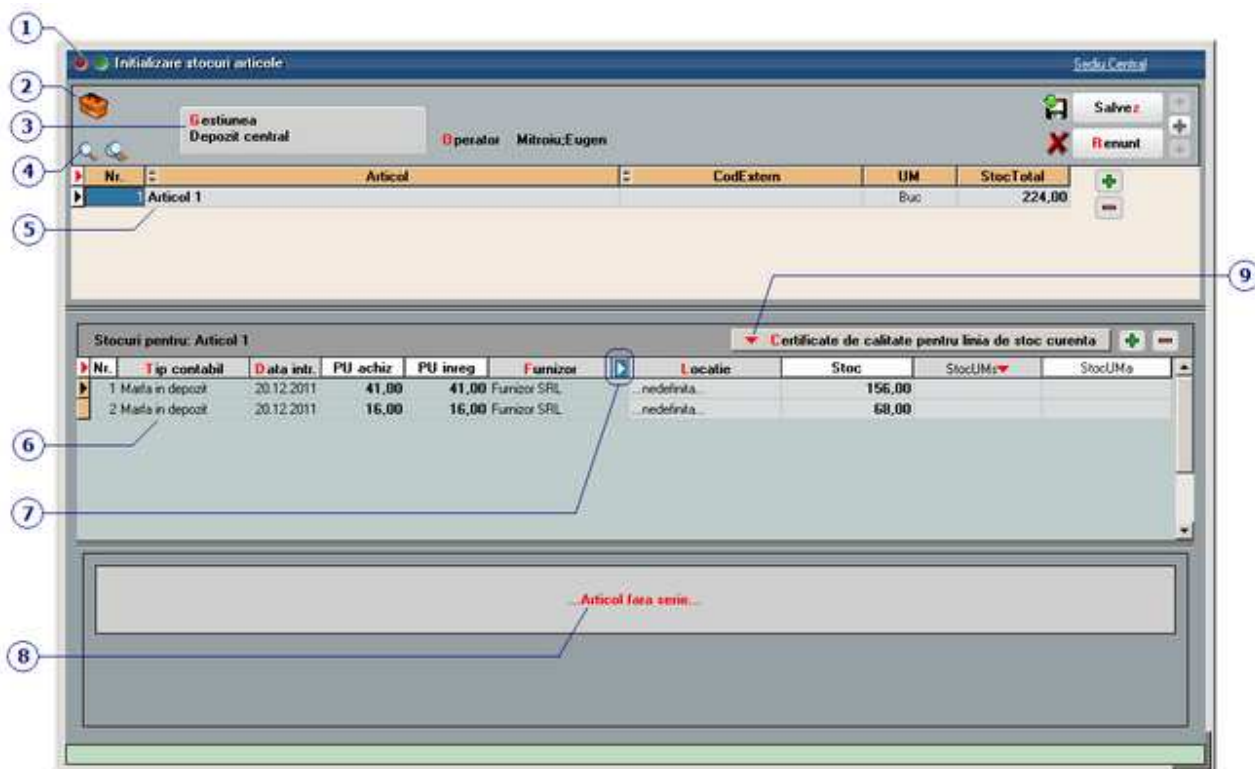 1
Initializare stocuri articole Sediu Central
2
3
Gestiunea
Depozit central
Operator Mitroiu;Eugen
Salvez
Renunt
4
Nr. Articol CodExtern UM StocTotal
1 Articol 1 Buc 224,00
5
9
Stocuri pentru: Articol 1 Certificate de calitate pentru linia de stoc curenta
Nr. Tip contabil Data intr. PU achiz PU inreg Furnizor Locatie Stoc StocUMs StocUMa
1 Marfa in depozit 20.12.2011 41,00 41,00 Furnizor SRL ...nedefinita... 156,00
2 Marfa in depozit 20.12.2011 16,00 16,00 Furnizor SRL ...nedefinita... 68,00
6
7
...Articol fara serie...
8